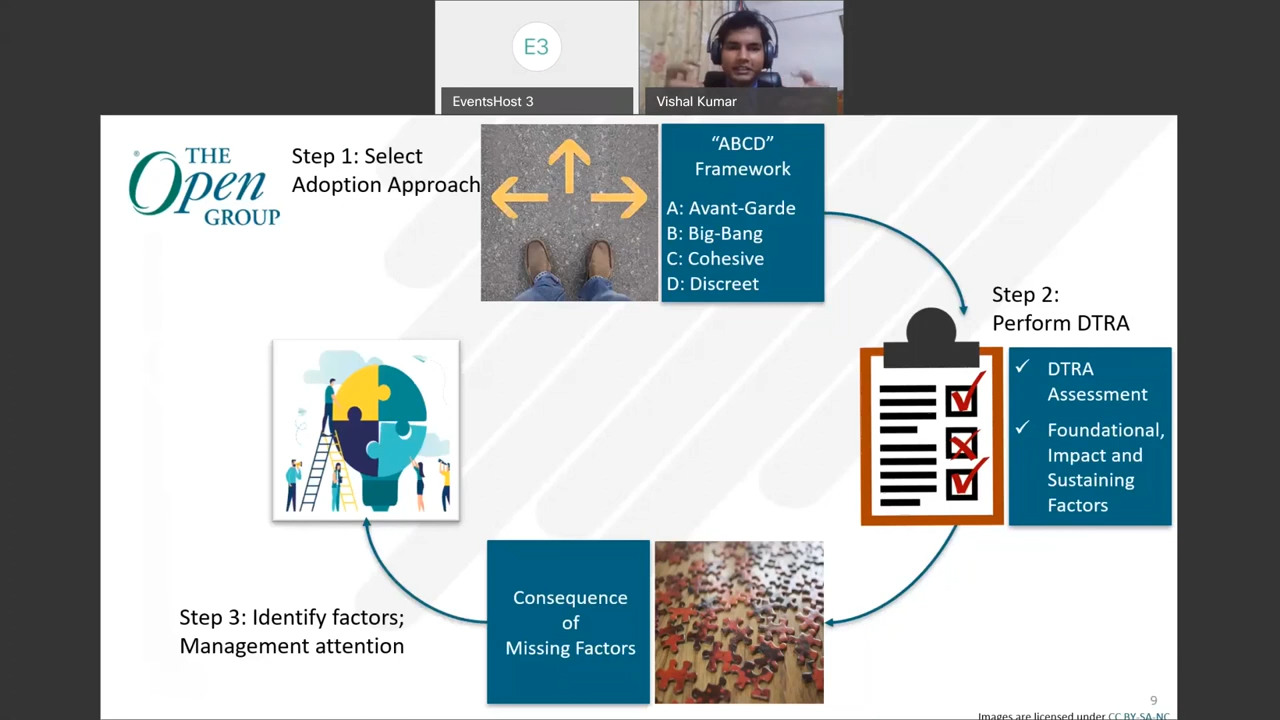 E3
EventsHost 3
Vishal Kumar
THE
Open
GROUP
®
Step 1: Select
Adoption Approach
“ABCD”
Framework
A: Avant-Garde
B: Big-Bang
C: Cohesive
D: Discreet
Step 2:
Perform DTRA
✓ DTRA
Assessment
✓ Foundational,
Impact and
Sustaining
Factors
Consequence
of
Missing Factors
Step 3: Identify factors;
Management attention
9
Images are licensed under CC BY-SA-NC